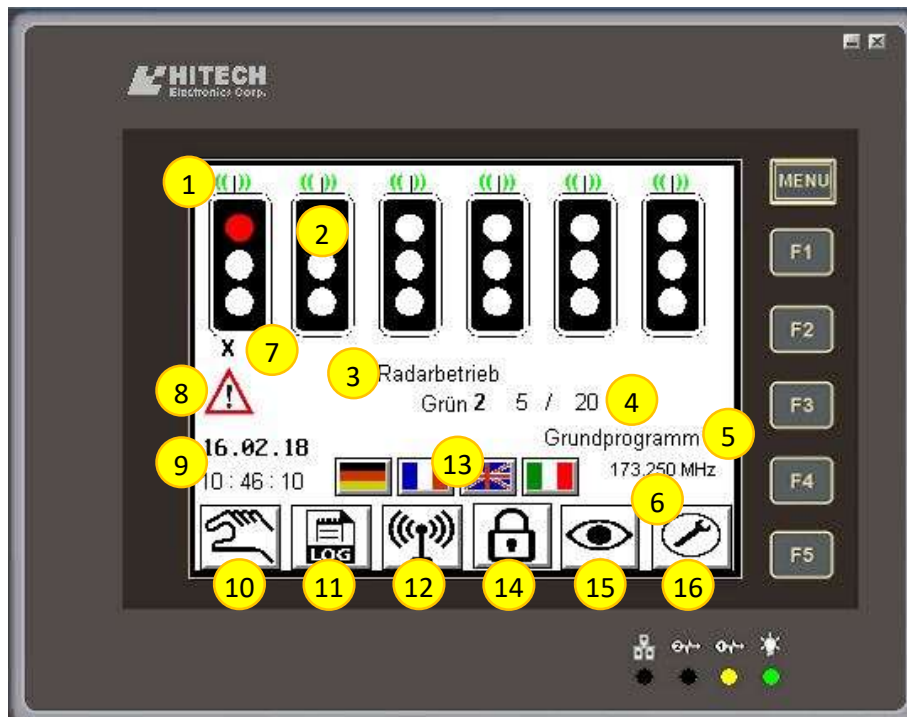 HITECH
Electronics Corp.
1
2
MENU
F1
F2
F3
F4
F5
X
7
3
Radarbetrieb
8
!
Grün 2 5 / 20
4
Grundprogramm
5
16.02.18
9
13
173.250 MHz
10 : 46 : 10
6
LOG
10
11
12
14
15
16
2
1